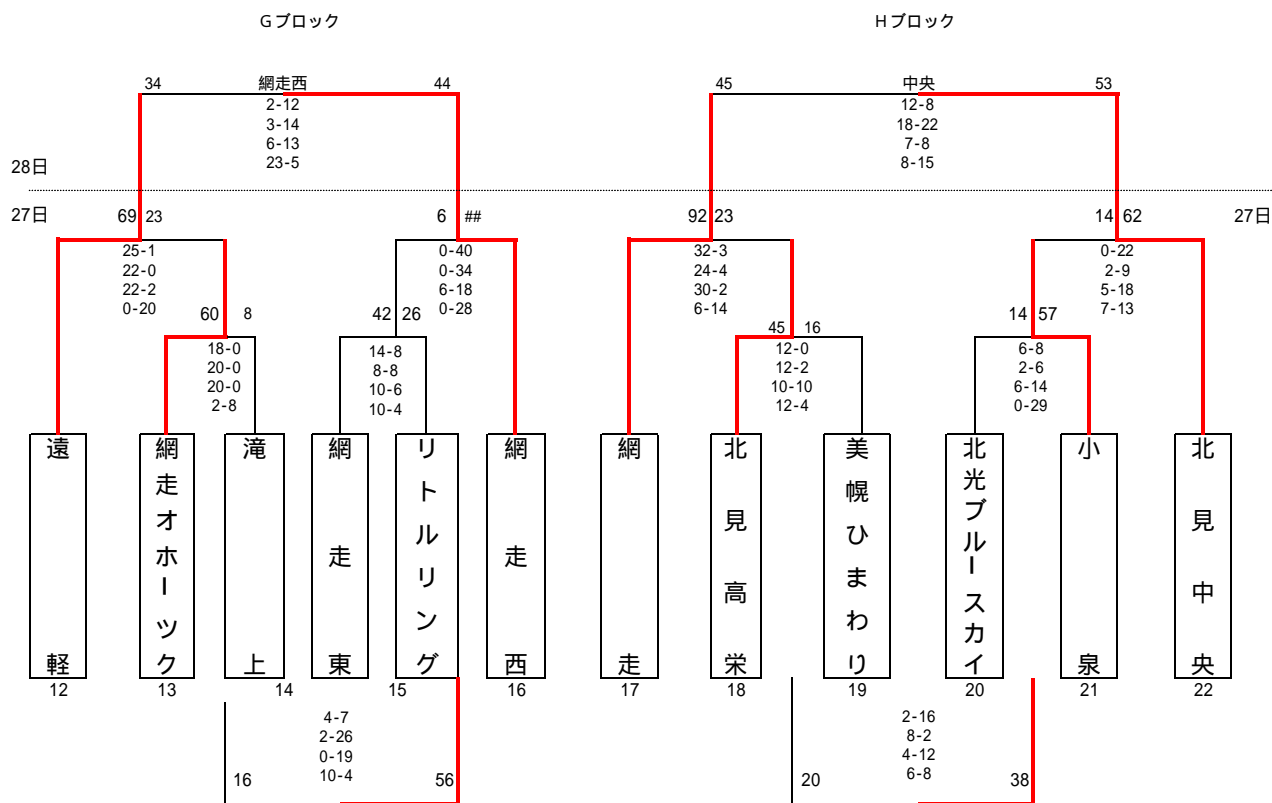 Gブロック Hブロック
34 網走西 44 45 中央 53
2-12 12-8
3-14 18-22
6-13 7-8
23-5 8-15
28日
27日 69 23 6 ## 92 23 14 62 27日
25-1 0-40 32-3 0-22
22-0 0-34 24-4 2-9
22-2 6-18 30-2 5-18
0-20 0-28 6-14 7-13
60 8 42 26 45 16 14 57
18-0 14-8 12-0 6-8
20-0 8-8 12-2 2-6
20-0 10-6 10-10 6-14
2-8 10-4 12-4 0-29
遠軽
網走オホーツク
滝上
網走東
リトルリング
網走西
網走
北見高栄
美幌ひまわり
北光ブルースカイ
小泉
北見中央
12 13 14 15 16 17 18 19 20 21 22
4-7 2-16
2-26 8-2
0-19 4-12
10-4 6-8
16 56 20 38